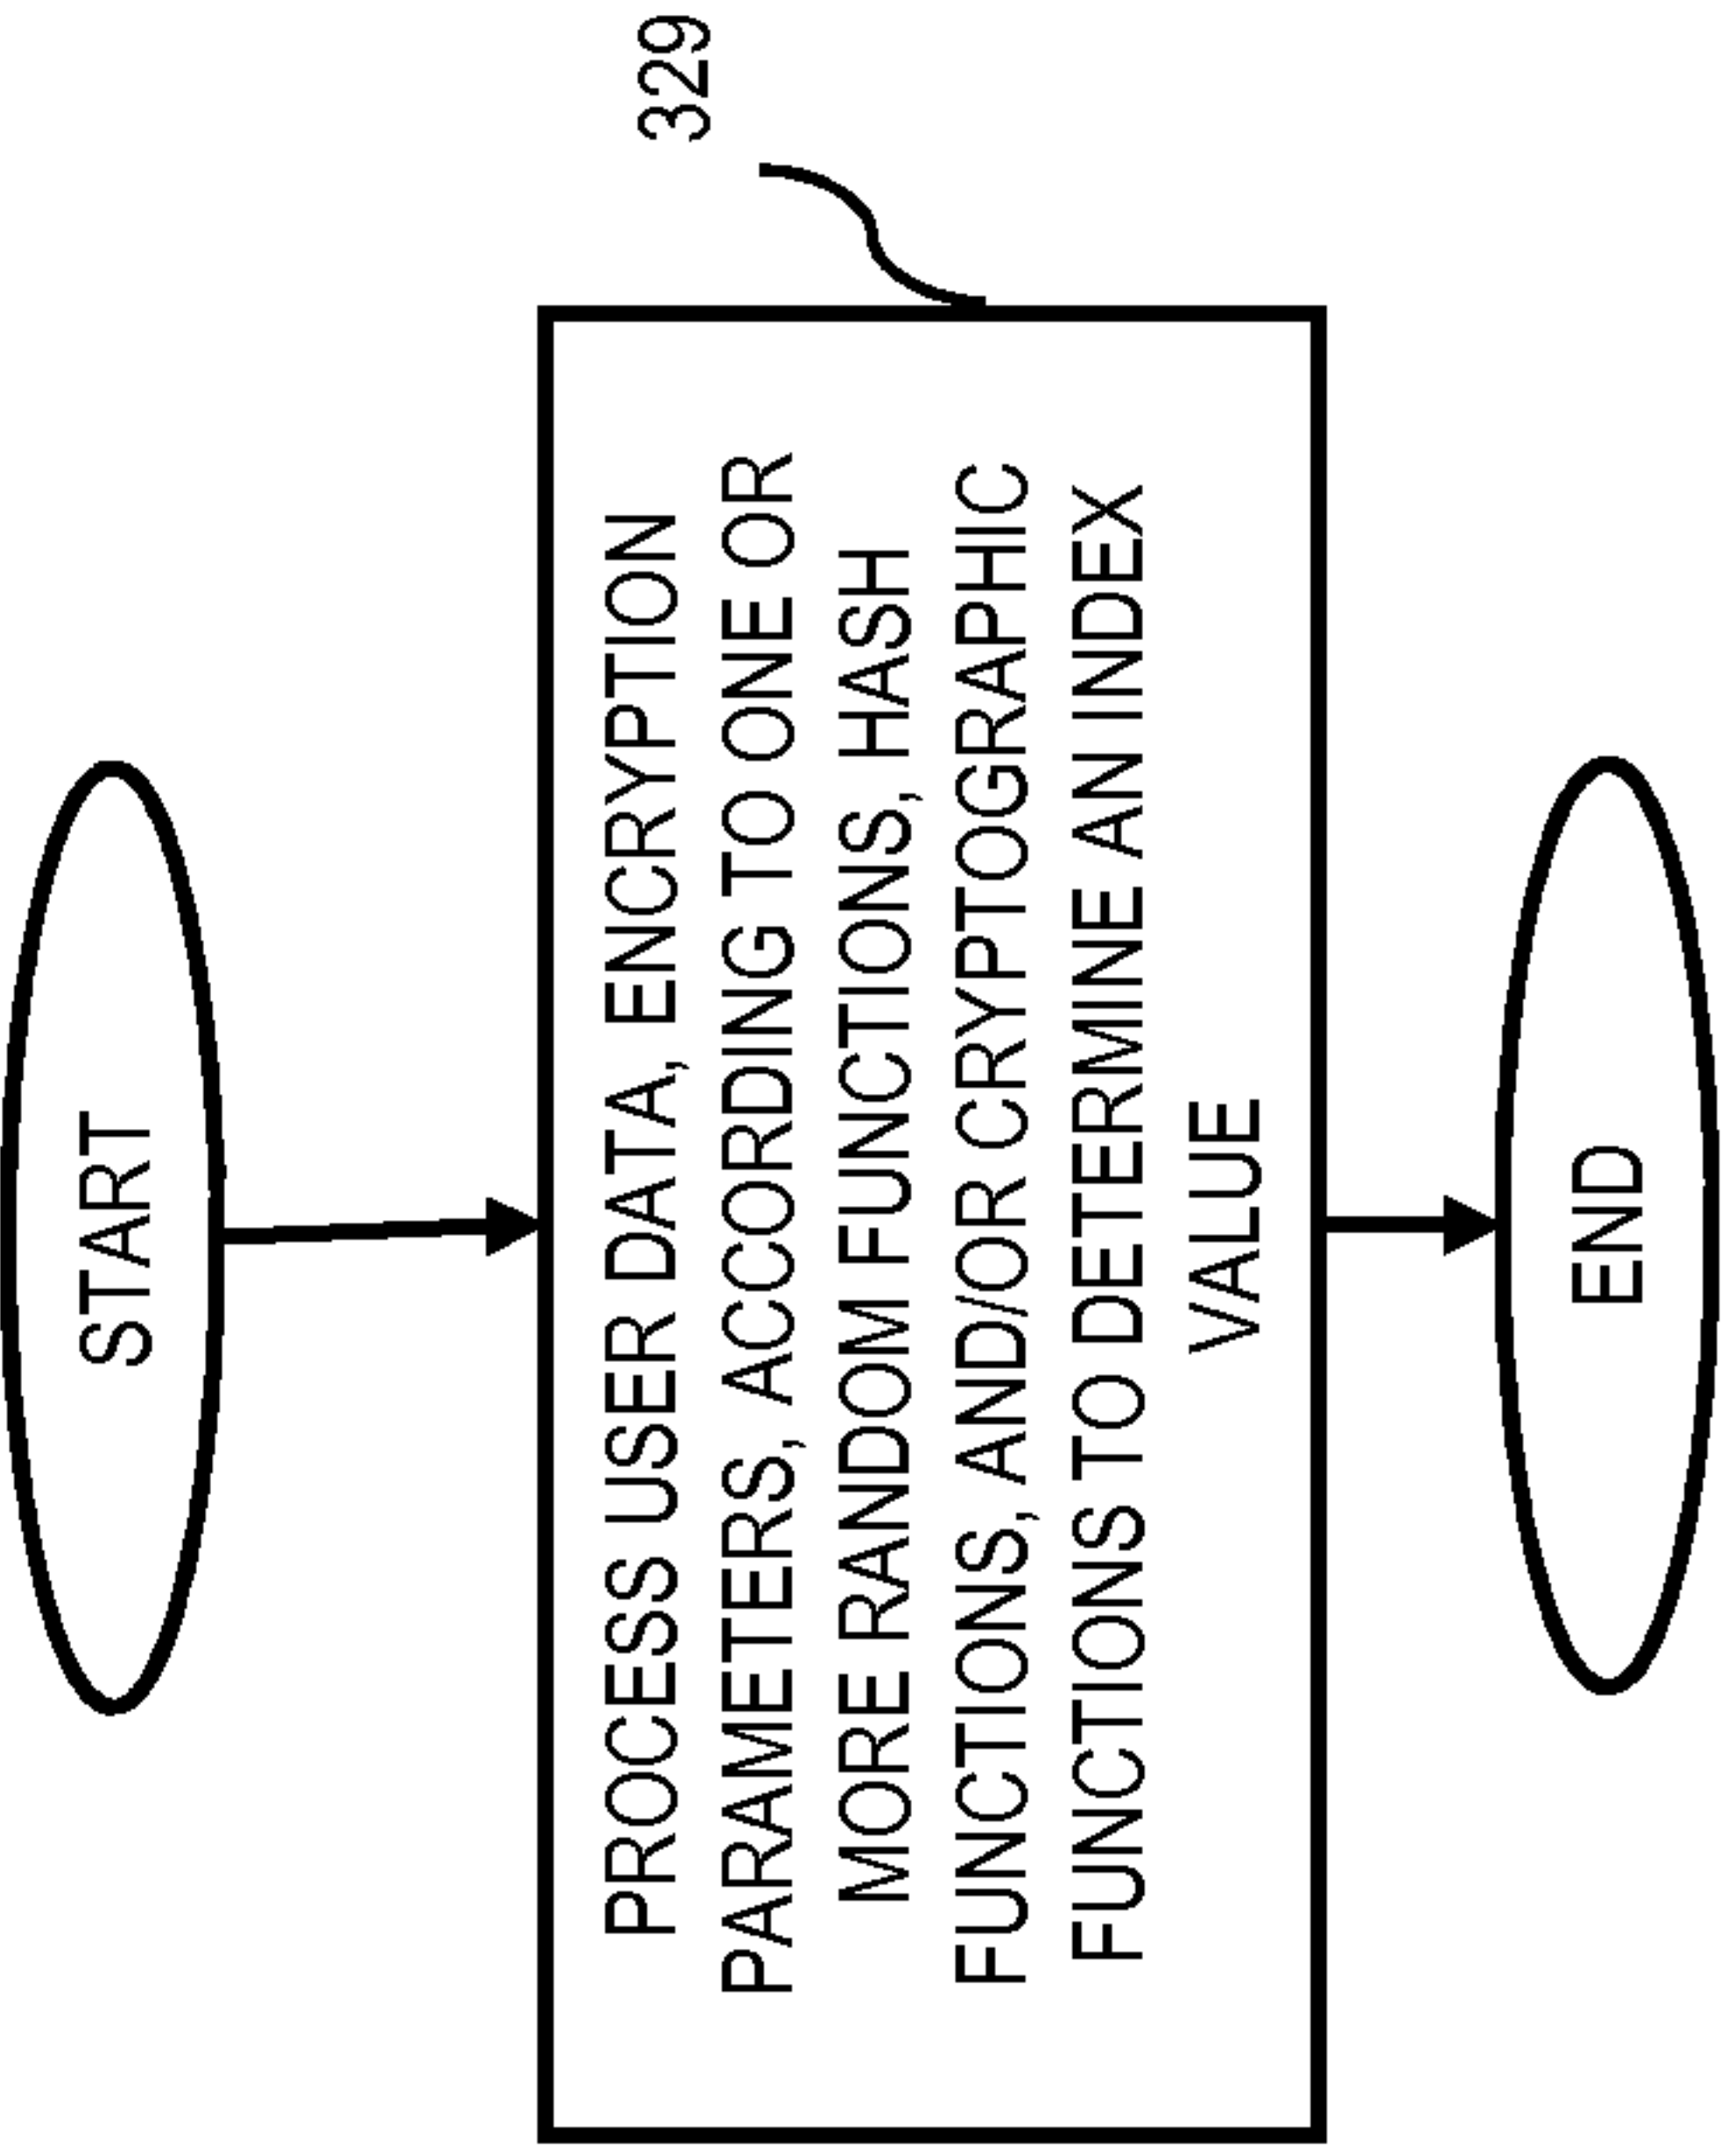 START
329
PROCESS USER DATA, ENCRYPTION
PARAMETERS, ACCORDING TO ONE OR
MORE RANDOM FUNCTIONS, HASH
FUNCTIONS, AND/OR CRYPTOGRAPHIC
FUNCTIONS TO DETERMINE AN INDEX
VALUE
END